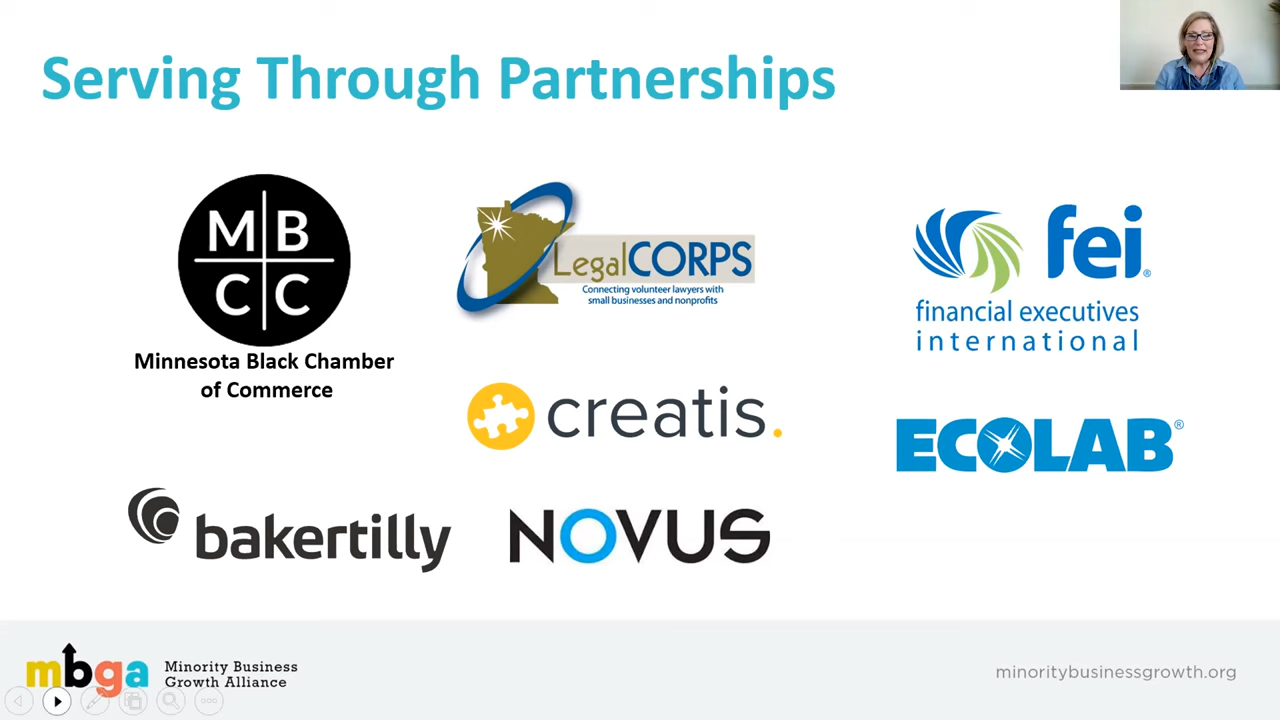 Serving Through Partnerships
M B
C C
Minnesota Black Chamber
of Commerce
LegalCORPS
Connecting volunteer lawyers with
small businesses and nonprofits
fei®
financial executives
international
creatis.
ECOLAB®
bakertilly
NOVUS
mbga
Minority Business
Growth Alliance
minoritybusinessgrowth.org